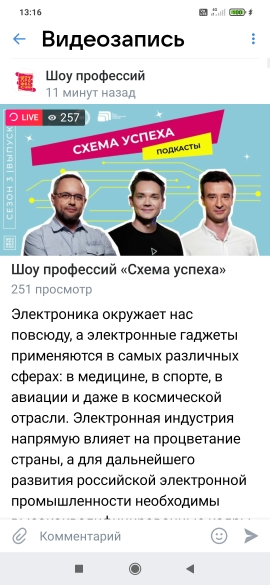 13:16
Видеозапись
Шоу профессий
11 минут назад
LIVE 257
СЕЗОН 3 | ВЫПУСК
СХЕМА УСПЕХА
ПОДКАСТЫ
Шоу профессий «Схема успеха»
251 просмотр
Электроника окружает нас
повсюду, а электронные гаджеты
применяются в самых различных
сферах: в медицине, в спорте, в
авиации и даже в космической
отрасли. Электронная индустрия
напрямую влияет на процветание
страны, а для дальнейшего
развития российской электронной
промышленности необходимы
Комментарий